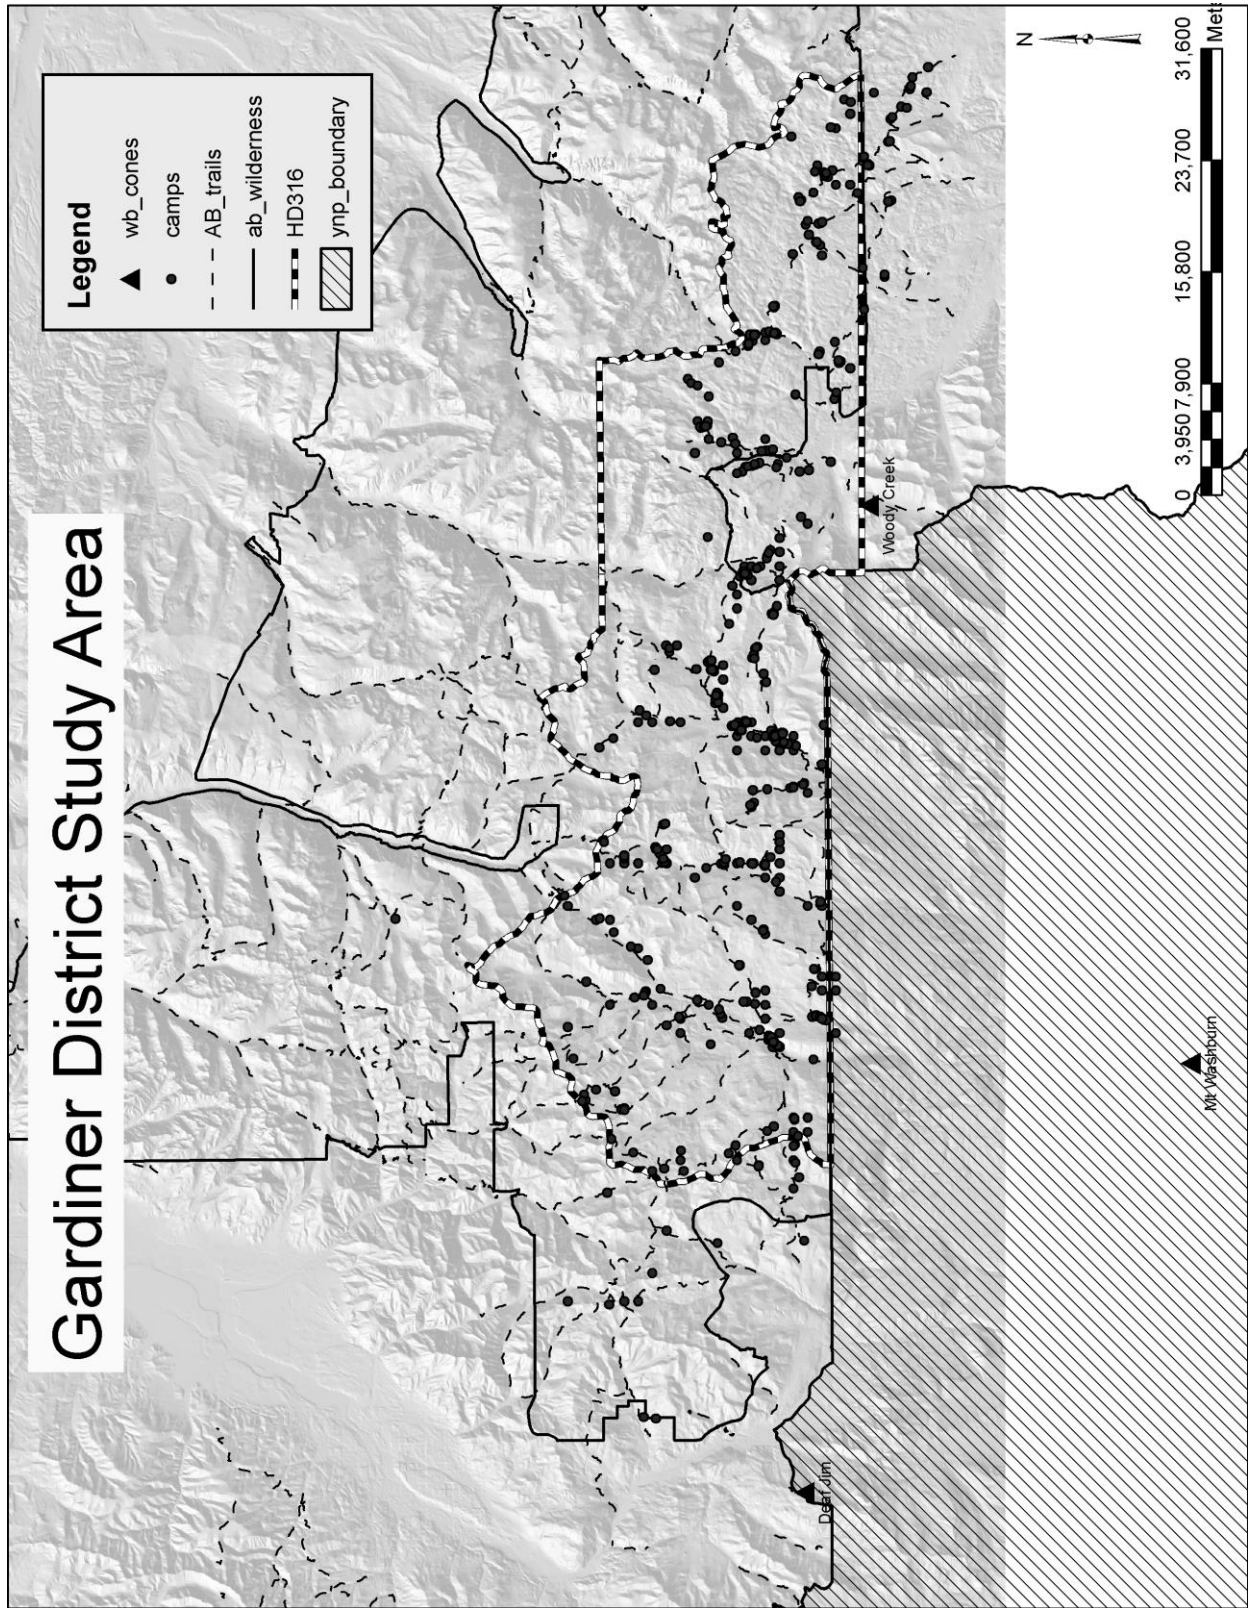 Gardiner District Study Area
Legend
wb_cones
camps
AB_trails
ab_wilderness
HD316
ynp_boundary
Deaf Jim
Woody Creek
Mt Washburn
N
0 3,950 7,900 15,800 23,700 31,600